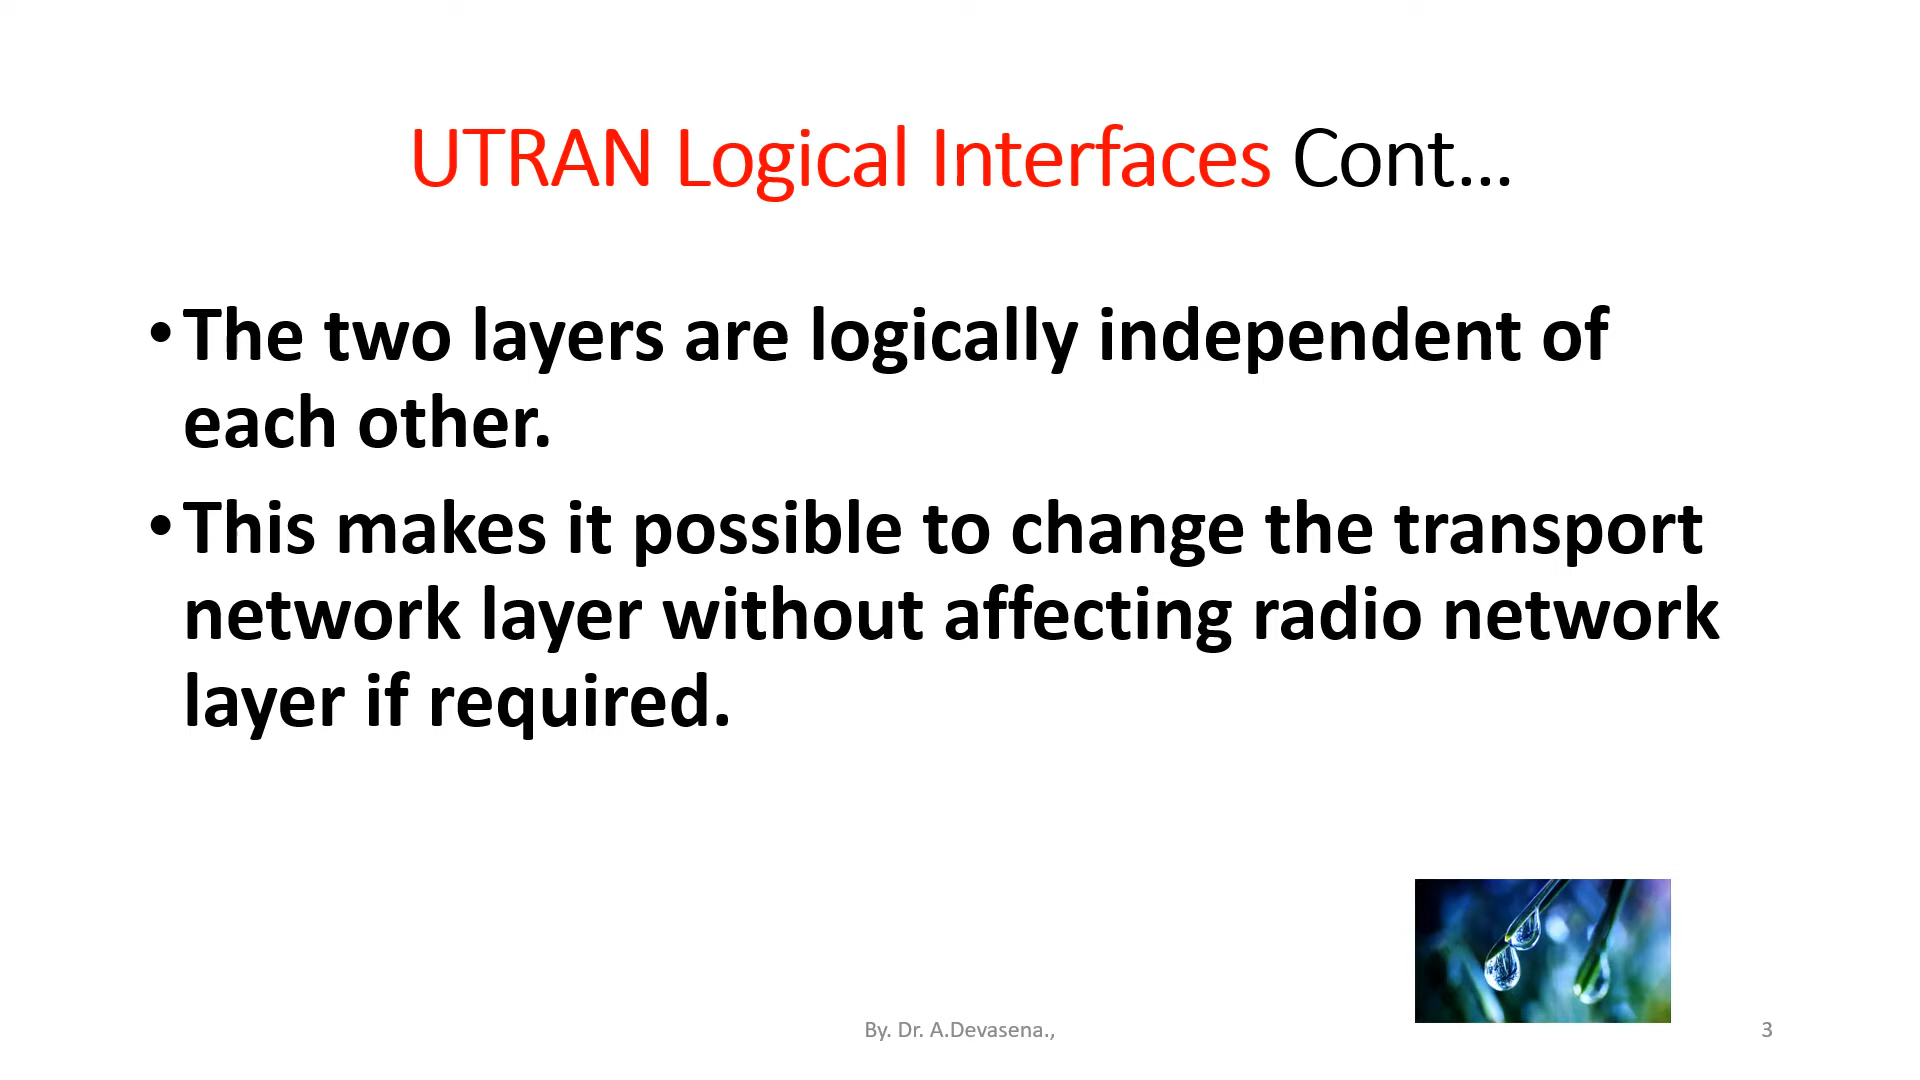 UTRAN Logical Interfaces Cont...
• The two layers are logically independent of
each other.
• This makes it possible to change the transport
network layer without affecting radio network
layer if required.
By. Dr. A.Devasena.,
3